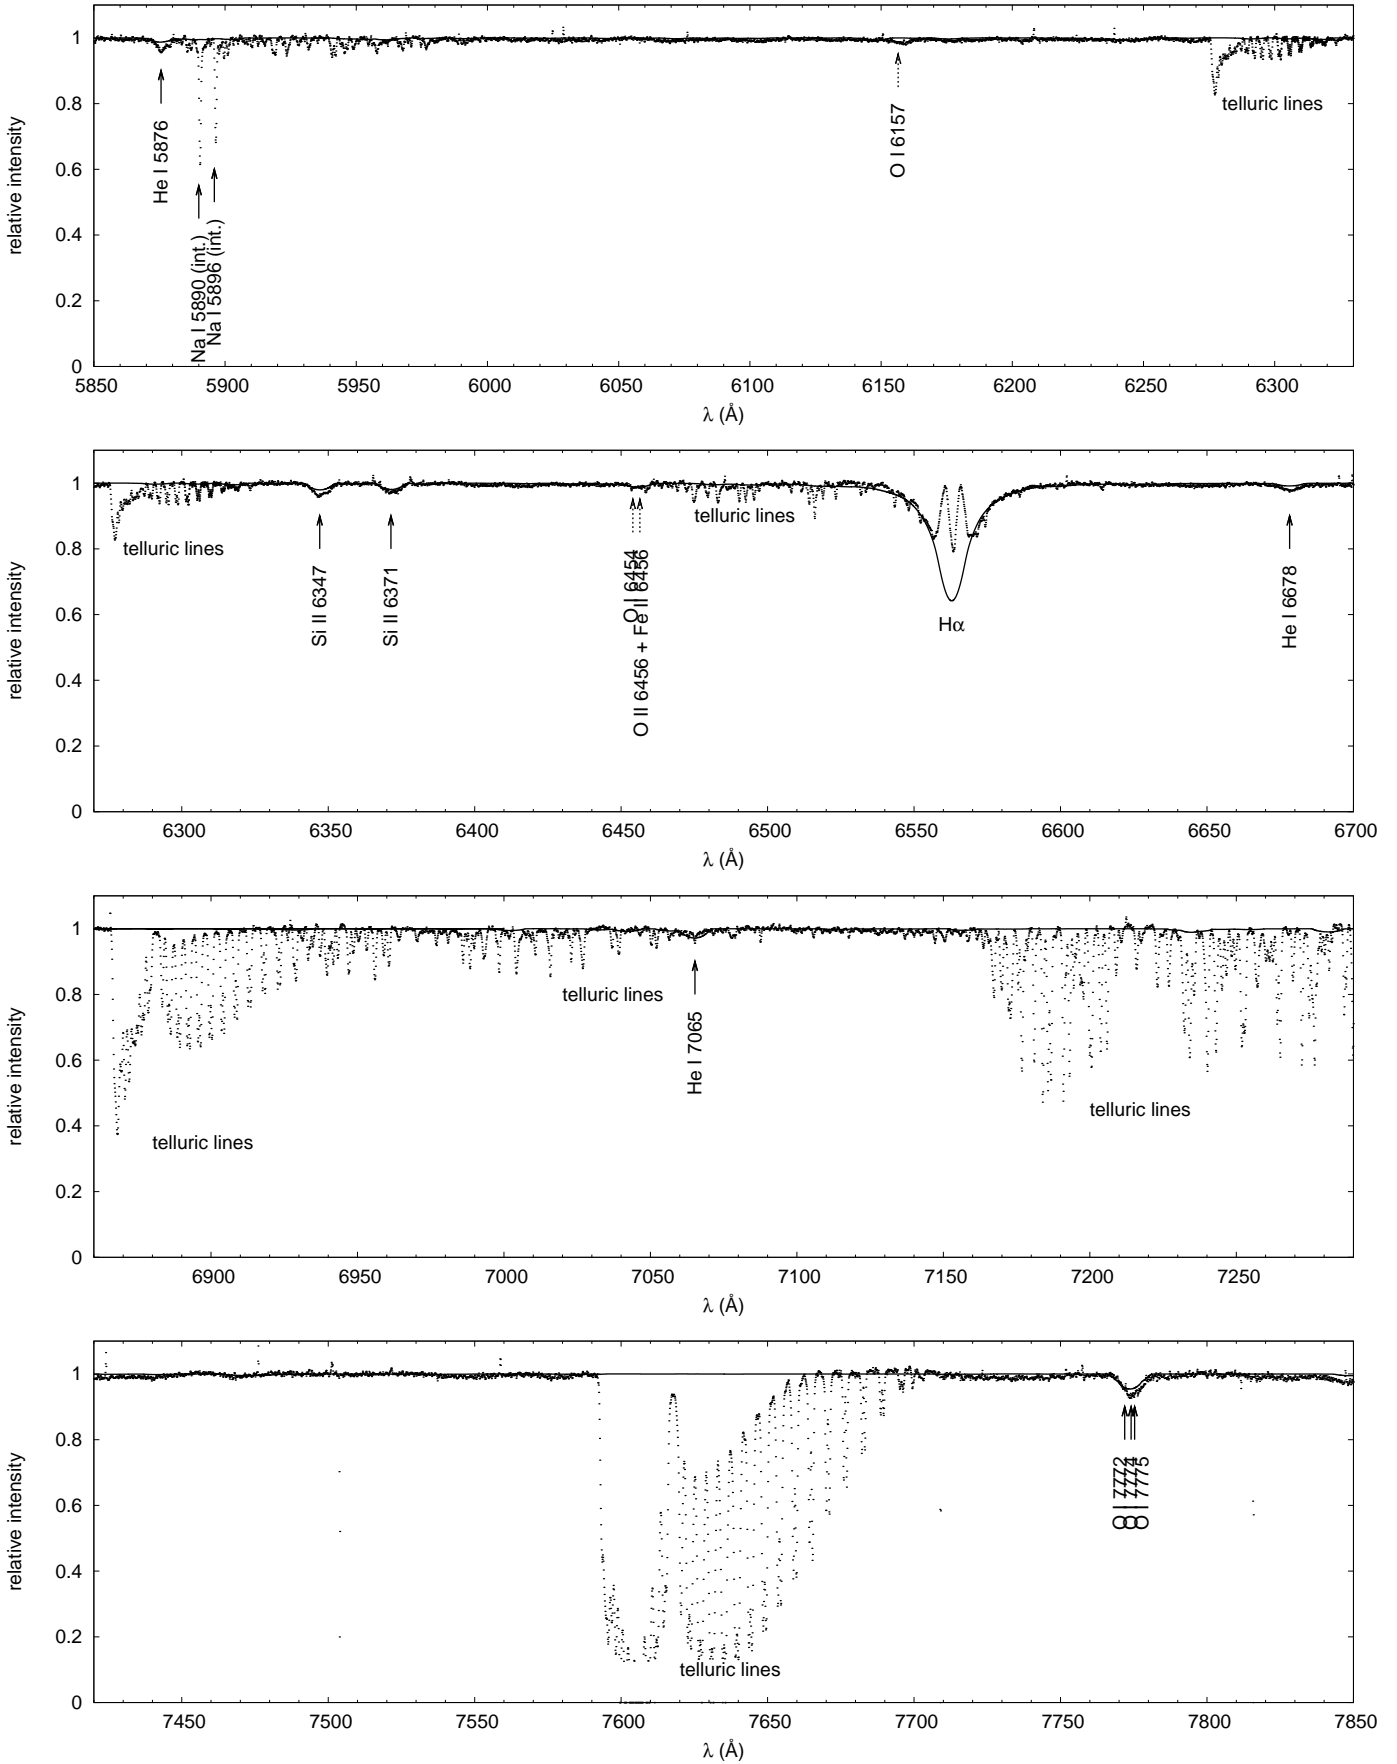 relative intensity
1
0.8
0.6
0.4
0.2
0
He I 5876
Na I 5890 (int.)
Na I 5896 (int.)
O I 6157
telluric lines
5850 5900 5950 6000 6050 6100 6150 6200 6250 6300
λ (Å)
relative intensity
1
0.8
0.6
0.4
0.2
0
telluric lines
Si II 6347
Si II 6371
O I 6454
O II 6456 + Fe II 6456
telluric lines
Hα
He I 6678
6300 6350 6400 6450 6500 6550 6600 6650 6700
λ (Å)
relative intensity
1
0.8
0.6
0.4
0.2
0
telluric lines
telluric lines
He I 7065
telluric lines
6900 6950 7000 7050 7100 7150 7200 7250
λ (Å)
relative intensity
1
0.8
0.6
0.4
0.2
0
telluric lines
O I 7772
O I 7774
O I 7775
7450 7500 7550 7600 7650 7700 7750 7800 7850
λ (Å)